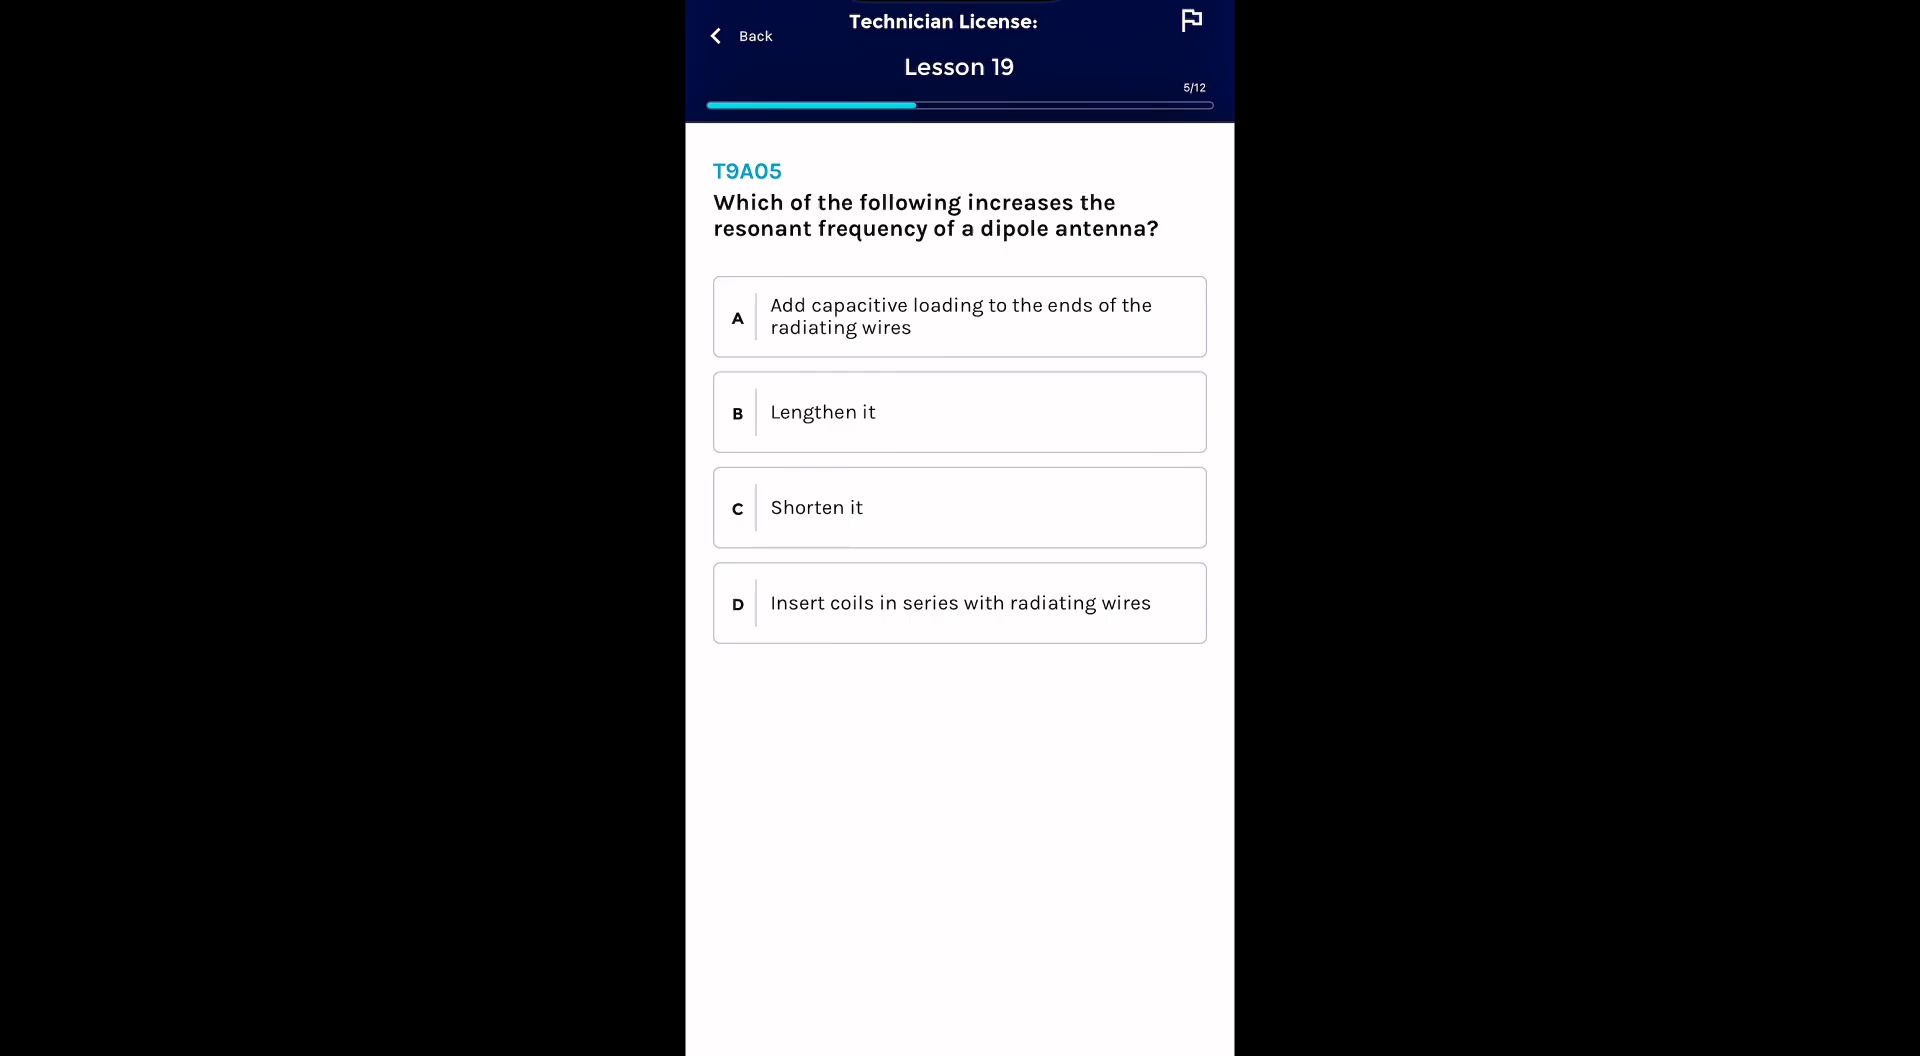 Technician License:
Back
Lesson 19
5/12
T9A05
Which of the following increases the
resonant frequency of a dipole antenna?
A
Add capacitive loading to the ends of the
radiating wires
B
Lengthen it
C
Shorten it
D
Insert coils in series with radiating wires